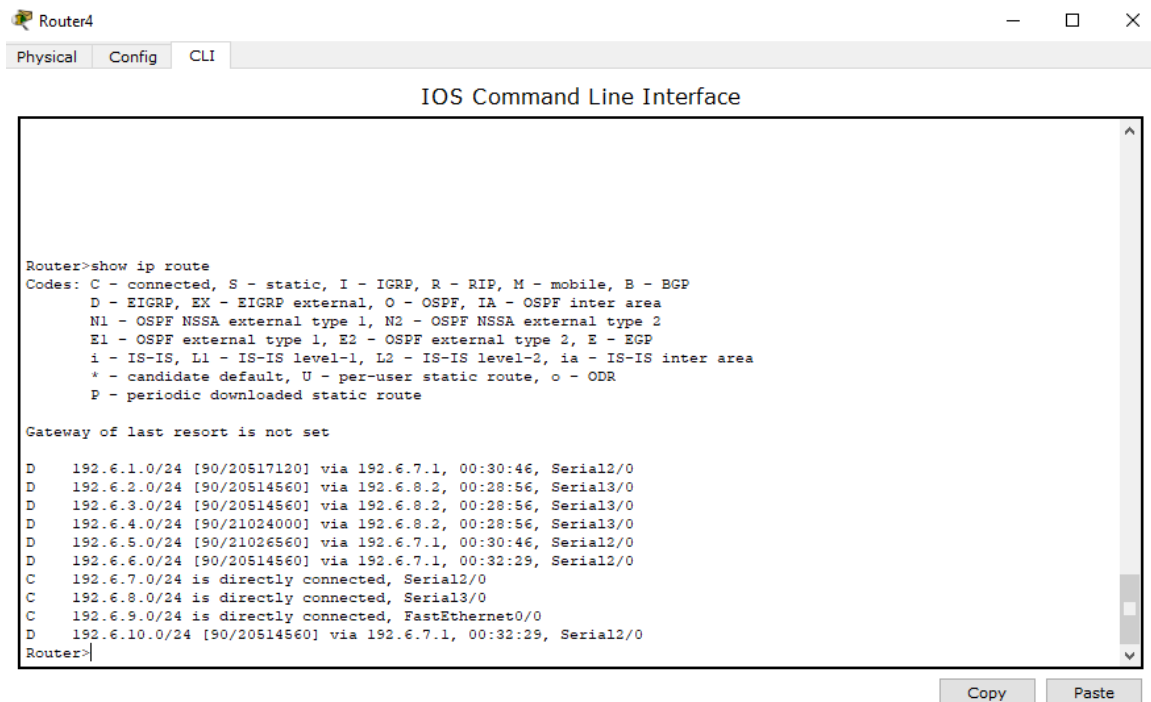 Router4
Physical Config CLI
IOS Command Line Interface
Router>show ip route
Codes: C - connected, S - static, I - IGRP, R - RIP, M - mobile, B - BGP
D - EIGRP, EX - EIGRP external, O - OSPF, IA - OSPF inter area
N1 - OSPF NSSA external type 1, N2 - OSPF NSSA external type 2
E1 - OSPF external type 1, E2 - OSPF external type 2, E - EGP
i - IS-IS, L1 - IS-IS level-1, L2 - IS-IS level-2, ia - IS-IS inter area
* - candidate default, U - per-user static route, o - ODR
P - periodic downloaded static route
Gateway of last resort is not set
D 192.6.1.0/24 [90/20517120] via 192.6.7.1, 00:30:46, Serial2/0
D 192.6.2.0/24 [90/20514560] via 192.6.8.2, 00:28:56, Serial3/0
D 192.6.3.0/24 [90/20514560] via 192.6.8.2, 00:28:56, Serial3/0
D 192.6.4.0/24 [90/21024000] via 192.6.8.2, 00:28:56, Serial3/0
D 192.6.5.0/24 [90/21026560] via 192.6.7.1, 00:30:46, Serial2/0
D 192.6.6.0/24 [90/20514560] via 192.6.7.1, 00:32:29, Serial2/0
C 192.6.7.0/24 is directly connected, Serial2/0
C 192.6.8.0/24 is directly connected, Serial3/0
C 192.6.9.0/24 is directly connected, FastEthernet0/0
D 192.6.10.0/24 [90/20514560] via 192.6.7.1, 00:32:29, Serial2/0
Router>
Copy Paste